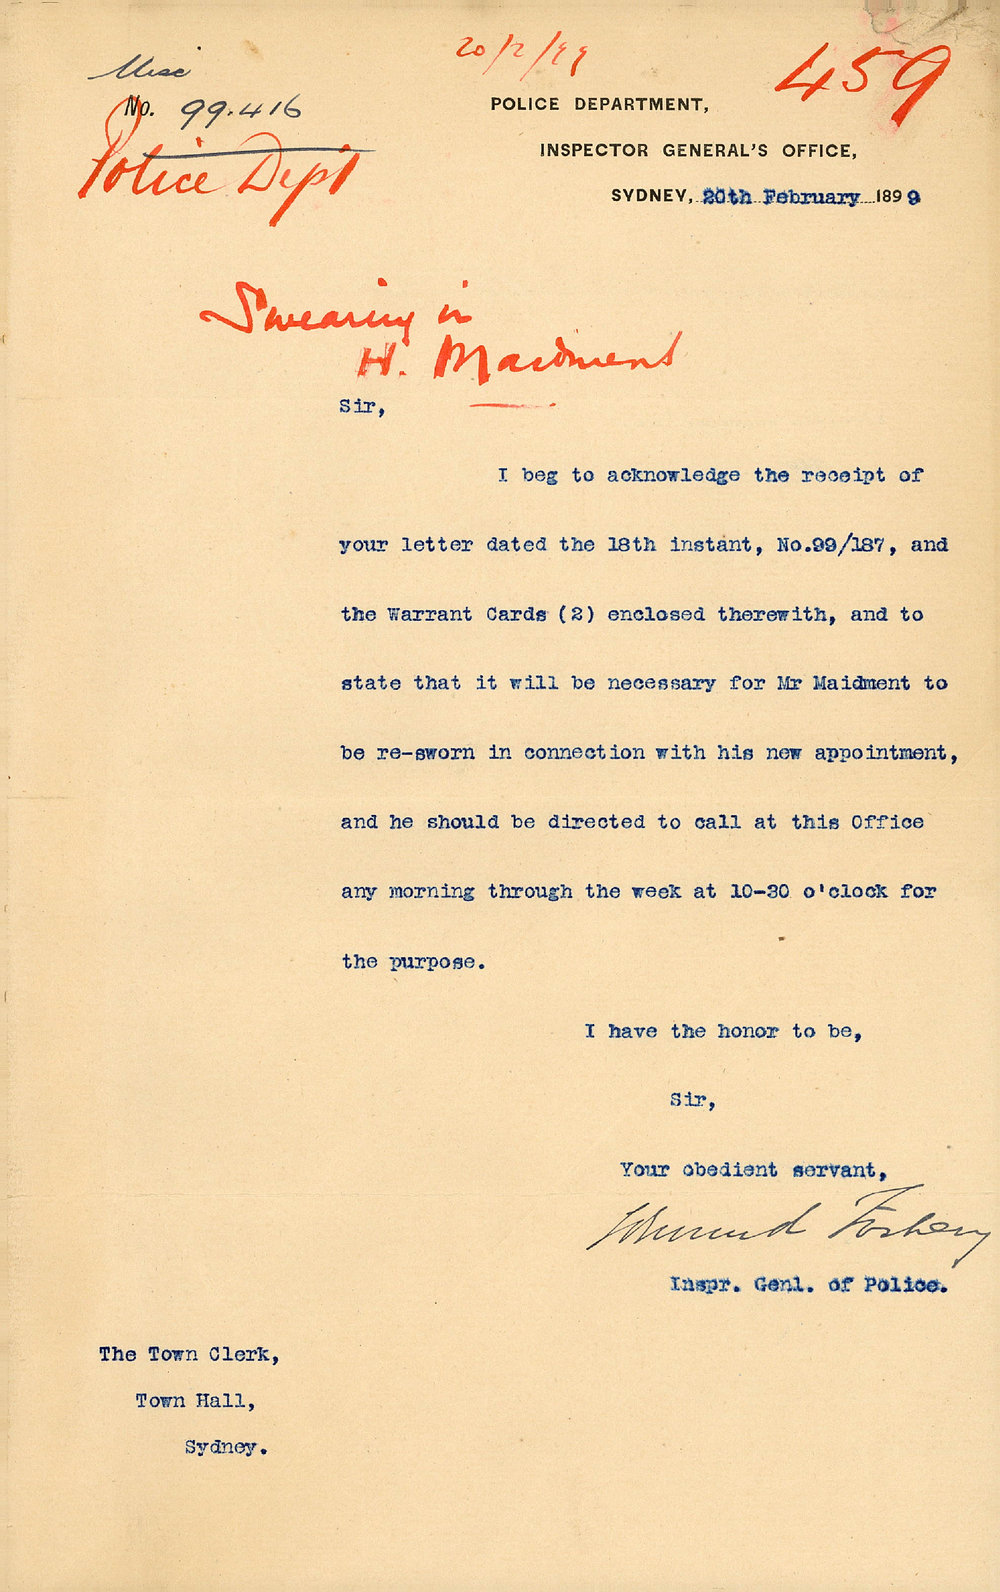 20/2/99
459
Misc
No. 99.416
Police Dept
POLICE DEPARTMENT,
INSPECTOR GENERAL'S OFFICE,
SYDNEY, 20th February 1899
Swearing in
H. Maidment
Sir,
I beg to acknowledge the receipt of
your letter dated the 18th instant, No.99/187, and
the Warrant Cards (2) enclosed therewith, and to
state that it will be necessary for Mr Maidment to
be re-sworn in connection with his new appointment,
and he should be directed to call at this Office
any morning through the week at 10-30 o'clock for
the purpose.
I have the honor to be,
Sir,
Your obedient servant,
Edmund Fosbery
Inspr. Genl. of Police.
The Town Clerk,
Town Hall,
Sydney.